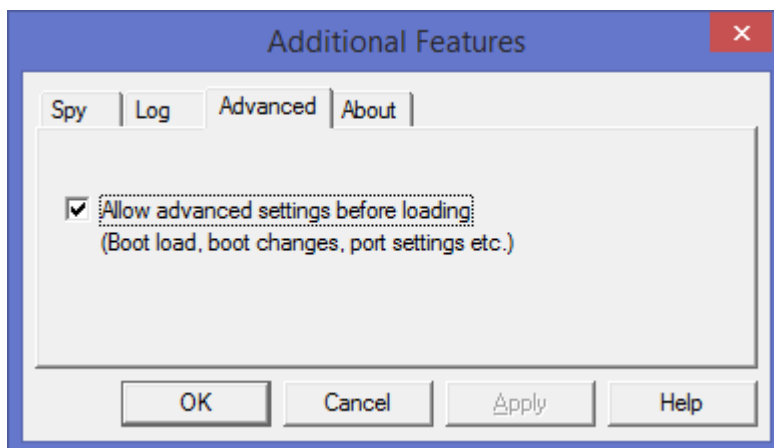 Additional Features
Spy Log Advanced About
Allow advanced settings before loading
(Boot load, boot changes, port settings etc.)
OK Cancel Apply Help